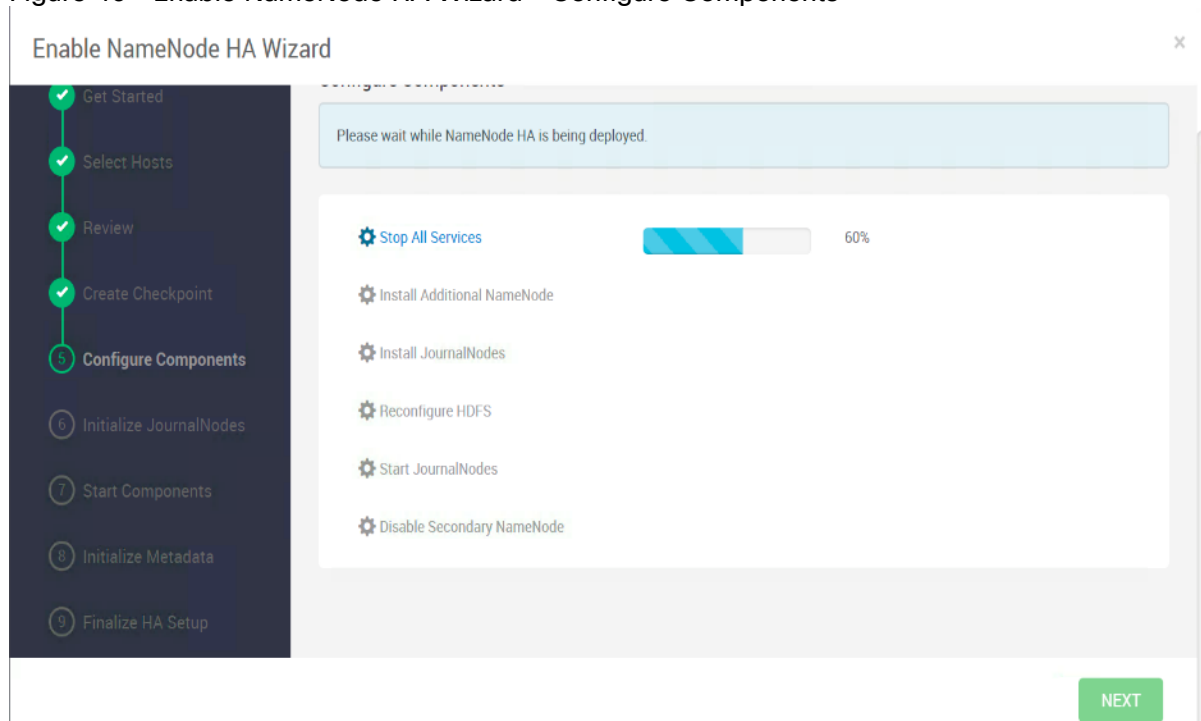 Enable NameNode HA Wizard
×
Get Started
Select Hosts
Review
Create Checkpoint
5 Configure Components
6 Initialize JournalNodes
7 Start Components
8 Initialize Metadata
9 Finalize HA Setup
Configure Components
Please wait while NameNode HA is being deployed.
Stop All Services 60%
Install Additional NameNode
Install JournalNodes
Reconfigure HDFS
Start JournalNodes
Disable Secondary NameNode
NEXT